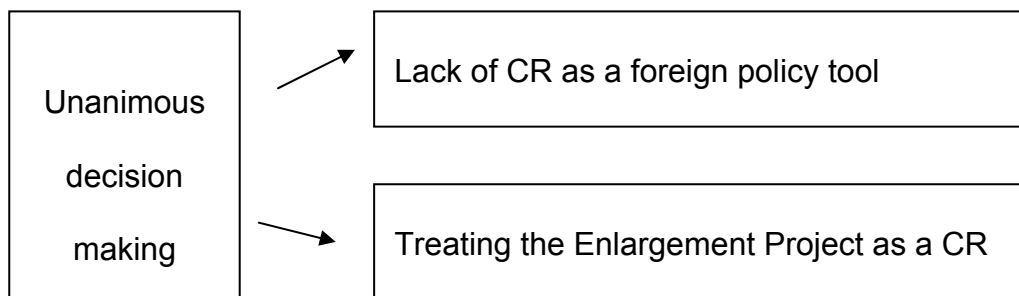 Unanimous
decision
making
Lack of CR as a foreign policy tool
Treating the Enlargement Project as a CR